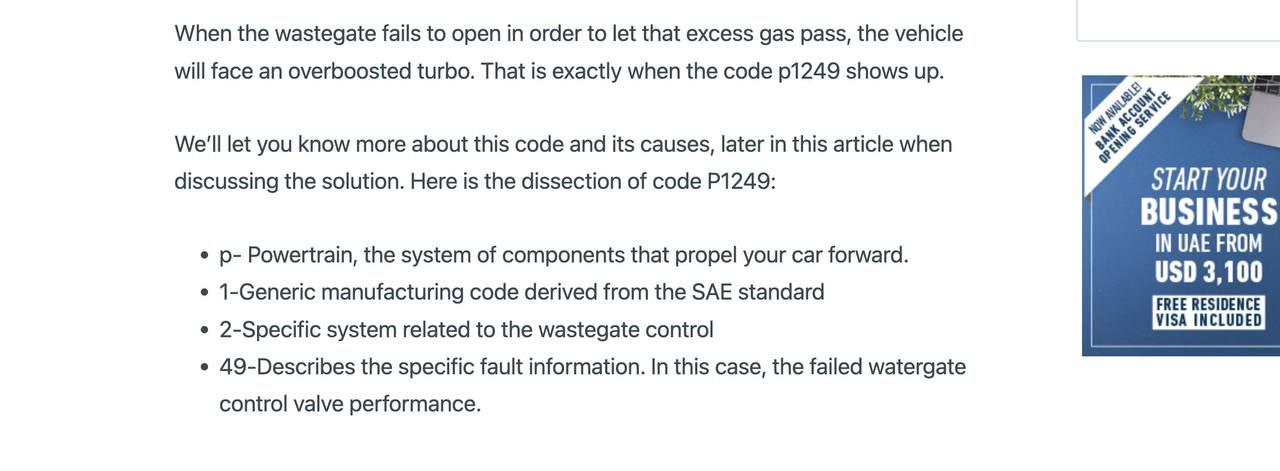 When the wastegate fails to open in order to let that excess gas pass, the vehicle
will face an overboosted turbo. That is exactly when the code p1249 shows up.
We’ll let you know more about this code and its causes, later in this article when
discussing the solution. Here is the dissection of code P1249:
• p- Powertrain, the system of components that propel your car forward.
• 1-Generic manufacturing code derived from the SAE standard
• 2-Specific system related to the wastegate control
• 49-Describes the specific fault information. In this case, the failed watergate
control valve performance.
NOW AVAILABLE!
BANK ACCOUNT
OPENING SERVICE
START YOUR
BUSINESS
IN UAE FROM
USD 3,100
FREE RESIDENCE
VISA INCLUDED